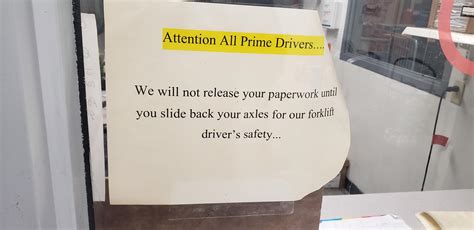 Attention All Prime Drivers....
We will not release your paperwork until
you slide back your axles for our forklift
driver's safety...